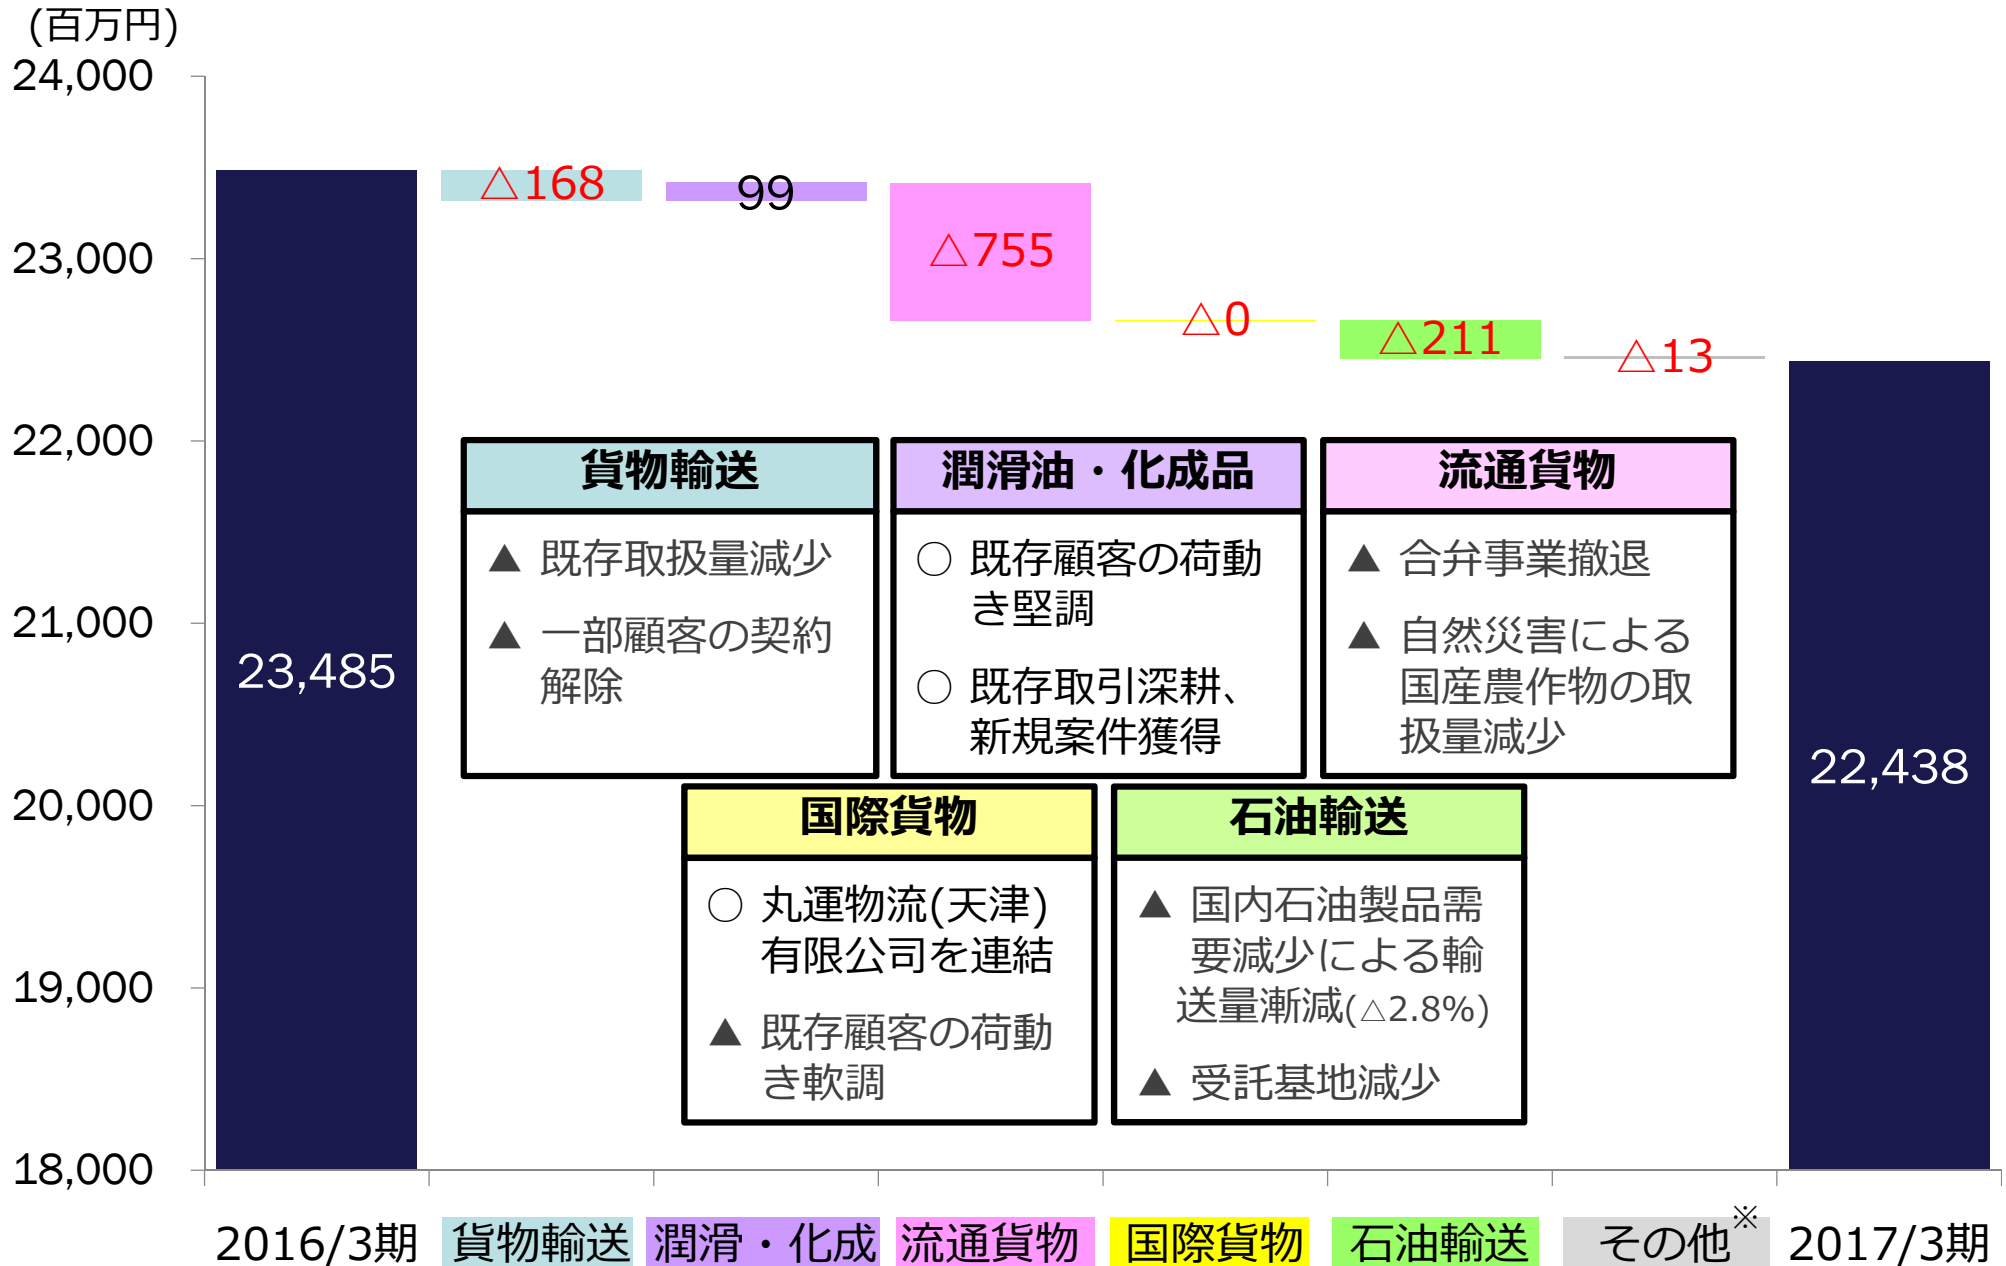 (百万円)
24,000
23,000
22,000
21,000
20,000
19,000
18,000
23,485
△168
99
△755
△0
△211
△13
22,438
貨物輸送
▲ 既存取扱量減少
▲ 一部顧客の契約
解除
潤滑油・化成品
○ 既存顧客の荷動
き堅調
○ 既存取引深耕、
新規案件獲得
流通貨物
▲ 合弁事業撤退
▲ 自然災害による
国産農作物の取
扱量減少
国際貨物
○ 丸運物流(天津)
有限公司を連結
▲ 既存顧客の荷動
き軟調
石油輸送
▲ 国内石油製品需
要減少による輸
送量漸減(△2.8%)
▲ 受託基地減少
2016/3期
貨物輸送
潤滑・化成
流通貨物
国際貨物
石油輸送
その他※
2017/3期